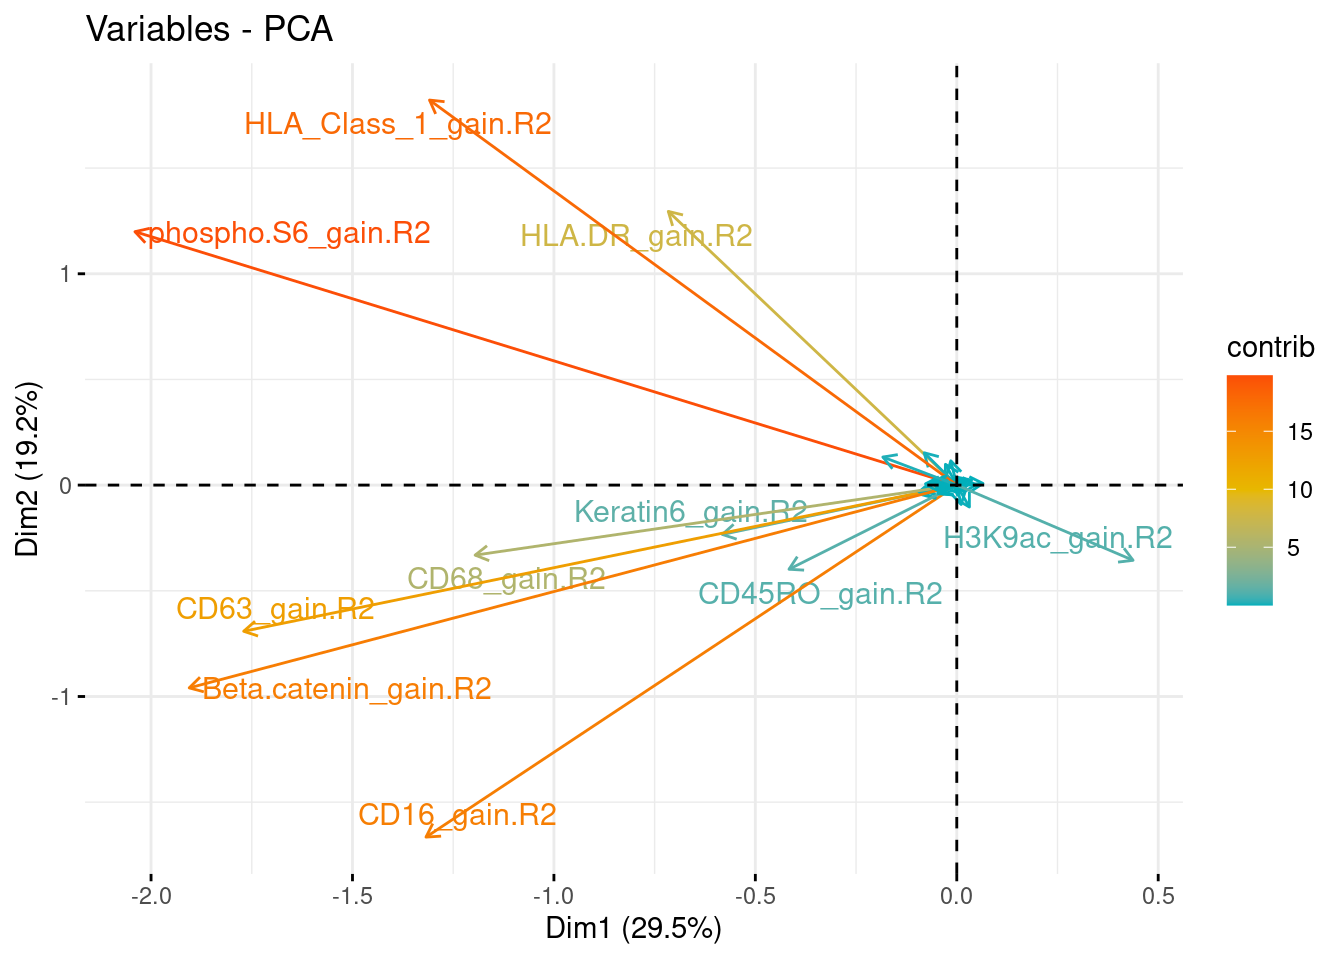 Variables - PCA
HLA_Class_1_gain.R2
phospho.S6_gain.R2
HLA.DR_gain.R2
Keratin6_gain.R2
H3K9ac_gain.R2
CD68_gain.R2
CD45RO_gain.R2
CD63_gain.R2
Beta.catenin_gain.R2
CD16_gain.R2
1
0
-1
Dim2 (19.2%)
-2.0 -1.5 -1.0 -0.5 0.0 0.5
Dim1 (29.5%)
contrib
15
10
5